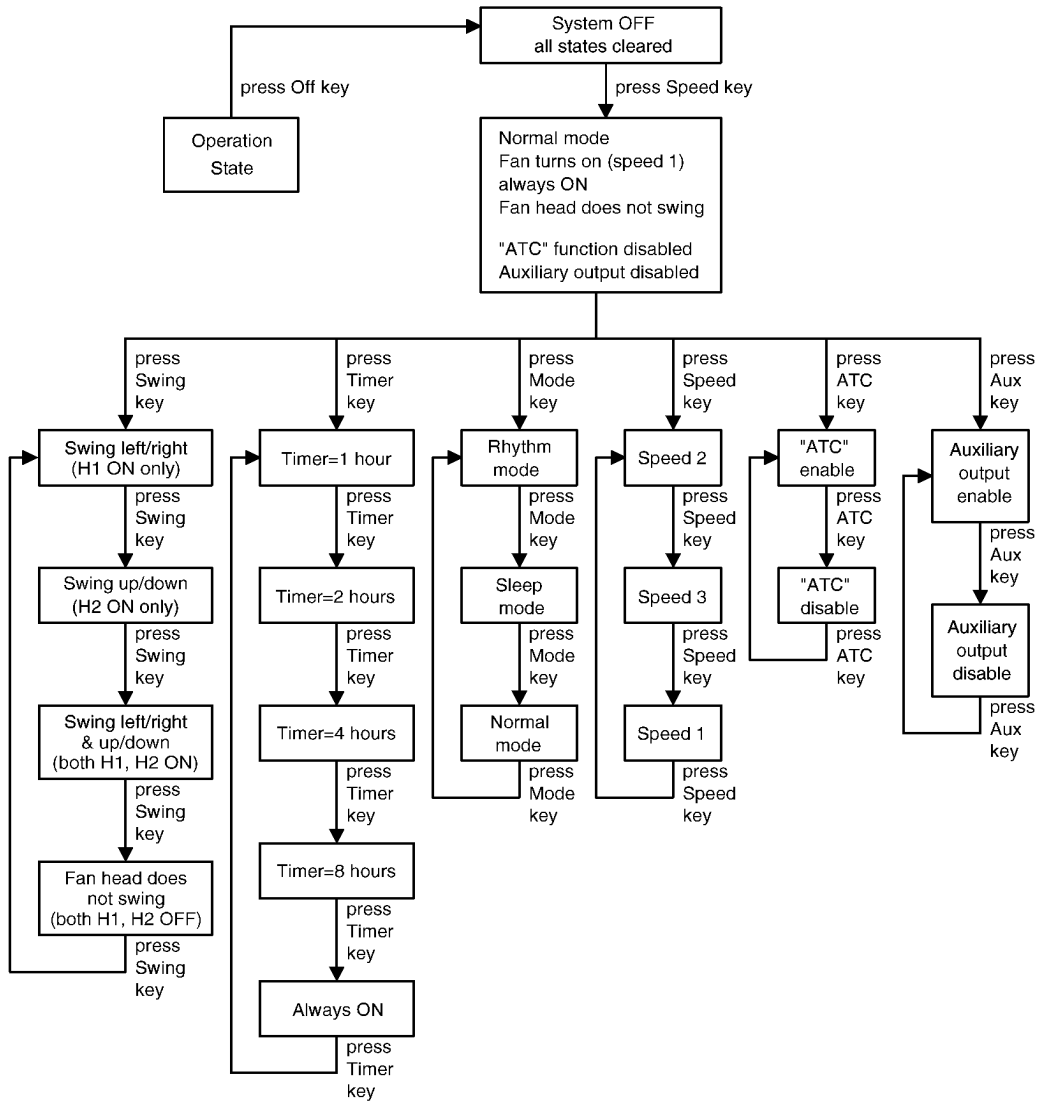 System OFF
all states cleared
press Off key
press Speed key
Operation
State
Normal mode
Fan turns on (speed 1)
always ON
Fan head does not swing
"ATC" function disabled
Auxiliary output disabled
press
Swing
key
press
Timer
key
press
Mode
key
press
Speed
key
press
ATC
key
press
Aux
key
Swing left/right
(H1 ON only)
Timer=1 hour
Rhythm
mode
Speed 2
"ATC"
enable
Auxiliary
output
enable
press
Swing
key
press
Timer
key
press
Mode
key
press
Speed
key
press
ATC
key
press
Aux
key
Swing up/down
(H2 ON only)
Timer=2 hours
Sleep
mode
Speed 3
"ATC"
disable
Auxiliary
output
disable
press
Swing
key
press
Timer
key
press
Mode
key
press
Speed
key
press
ATC
key
press
Aux
key
Swing left/right
& up/down
(both H1, H2 ON)
Timer=4 hours
Normal
mode
Speed 1
press
Swing
key
press
Timer
key
press
Mode
key
press
Speed
key
Fan head does
not swing
(both H1, H2 OFF)
Timer=8 hours
press
Swing
key
press
Timer
key
Always ON
press
Timer
key